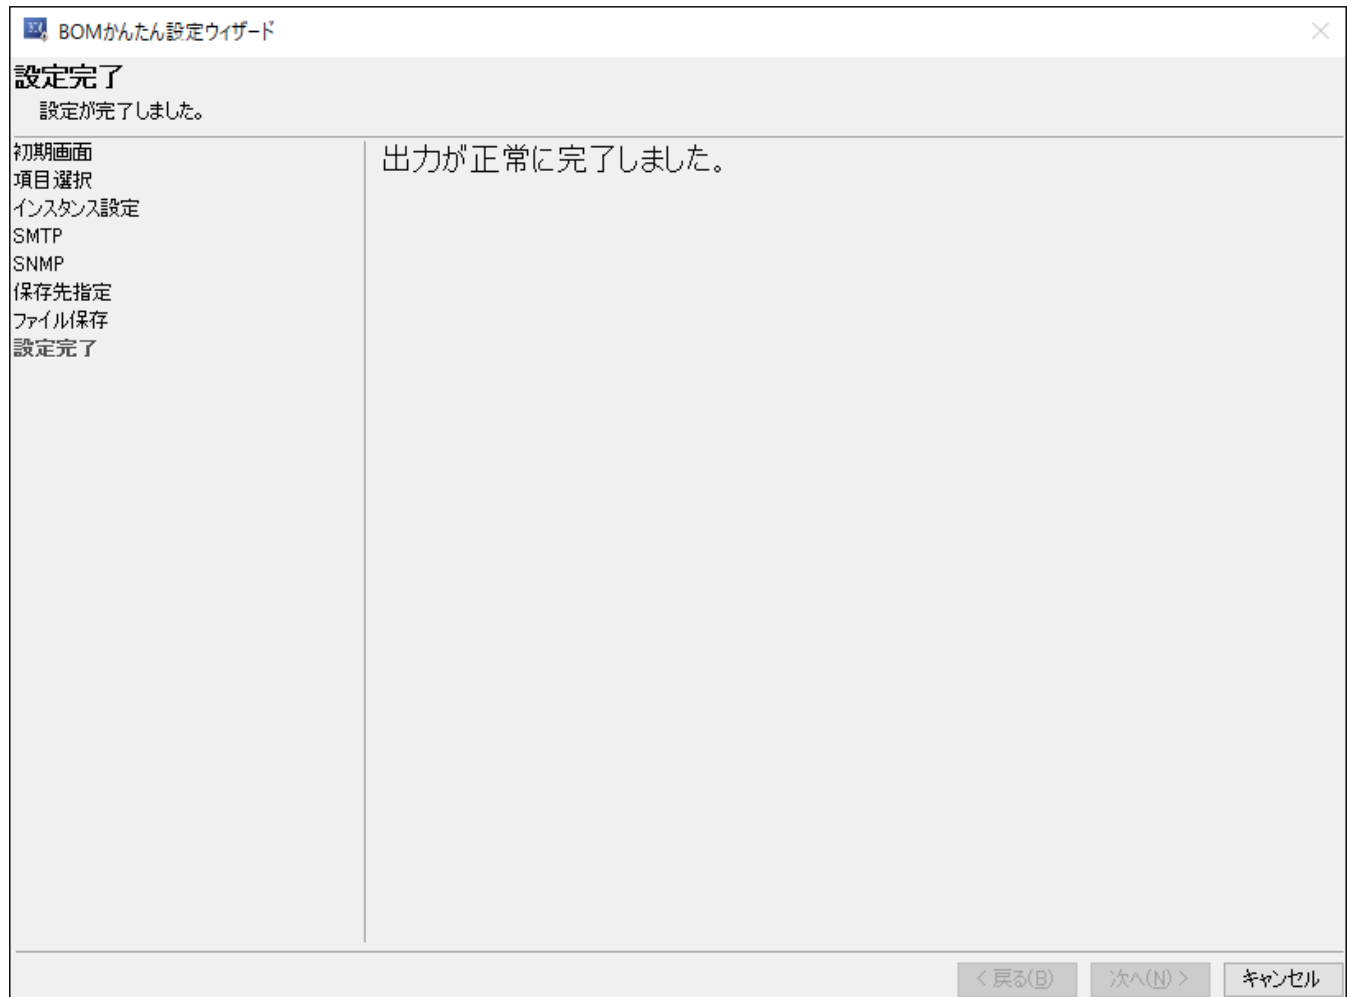 BOMかんたん設定ウィザード
設定完了
設定が完了しました。
初期画面
項目選択
インスタンス設定
SMTP
SNMP
保存先指定
ファイル保存
設定完了
出力が正常に完了しました。
< 戻る(B)
次へ(N) >
キャンセル